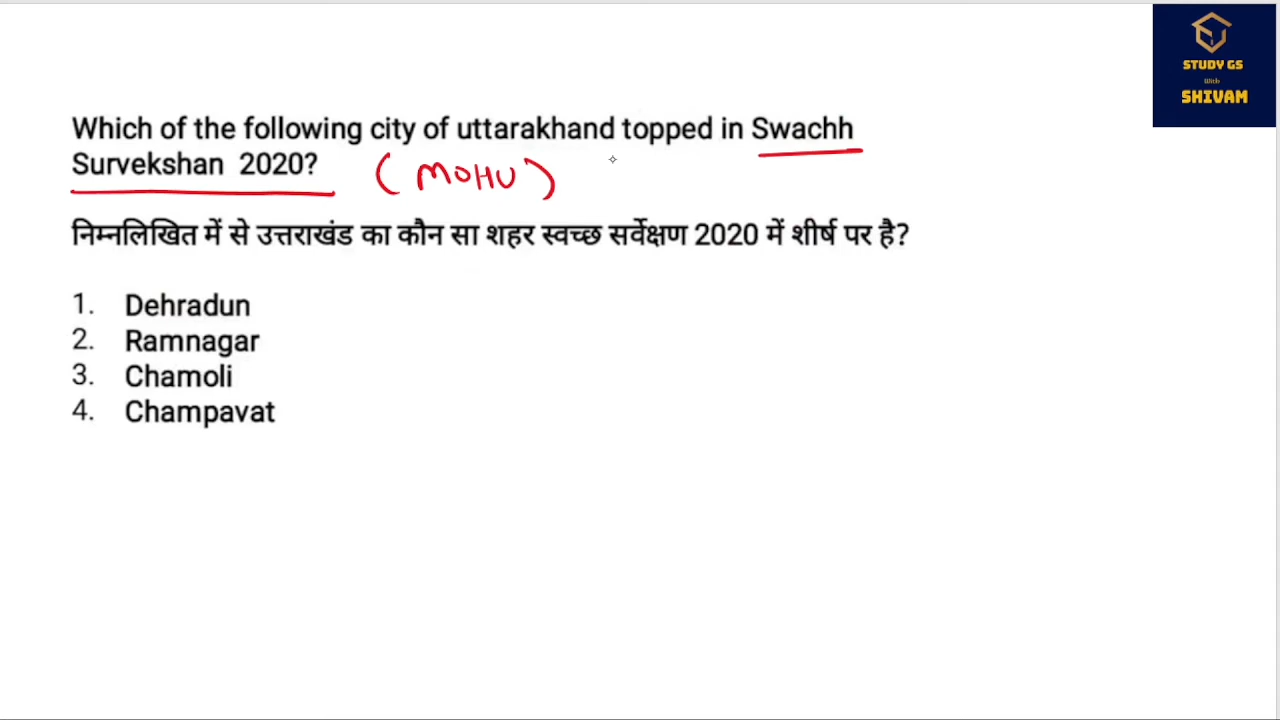 STUDY GS
With
SHIVAM
Which of the following city of uttarakhand topped in Swachh
Survekshan 2020? (MOHU)
निम्नलिखित में से उत्तराखंड का कौन सा शहर स्वच्छ सर्वेक्षण 2020 में शीर्ष पर है?
1. Dehradun
2. Ramnagar
3. Chamoli
4. Champavat